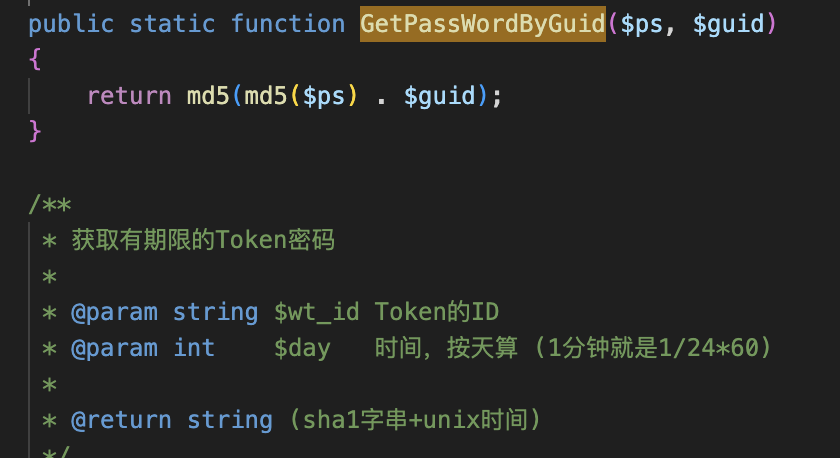 public static function GetPassWordByGuid($ps, $guid)
{
    return md5(md5($ps) . $guid);
}
/**
 * 获取有期限的Token密码
 *
 * @param string $wt_id Token的ID
 * @param int    $day   时间，按天算 (1分钟就是1/24*60)
 *
 * @return string (sha1字串+unix时间)
 */